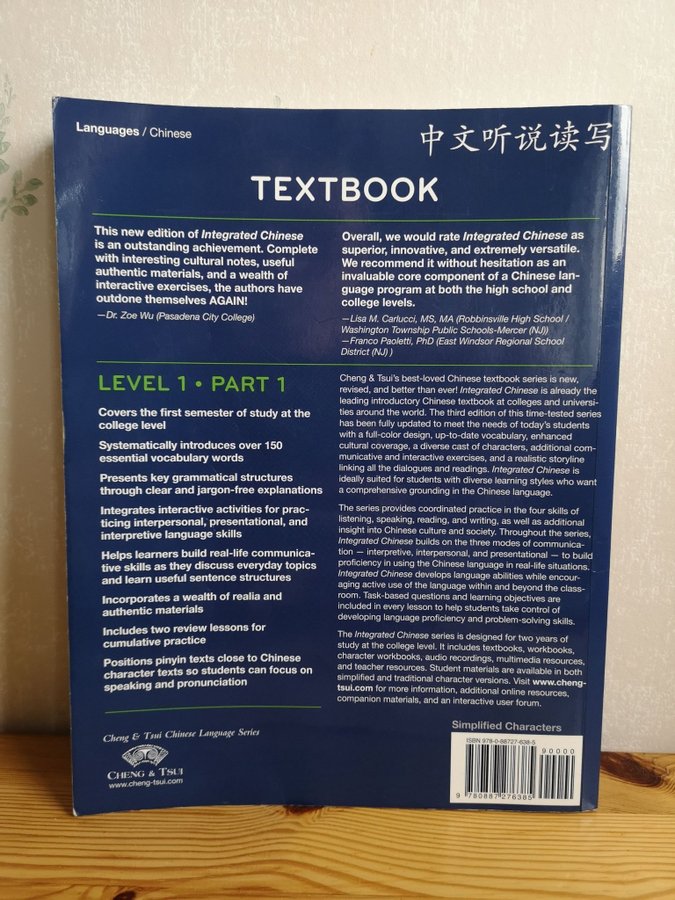 Languages / Chinese
中文听说读写
TEXTBOOK
This new edition of Integrated Chinese
is an outstanding achievement. Complete
with interesting cultural notes, useful
authentic materials, and a wealth of
interactive exercises, the authors have
outdone themselves AGAIN!
—Dr. Zoe Wu (Pasadena City College)
Overall, we would rate Integrated Chinese as
superior, innovative, and extremely versatile.
We recommend it without hesitation as an
invaluable core component of a Chinese lan-
guage program at both the high school and
college levels.
—Lisa M. Carlucci, MS, MA (Robbinsville High School /
Washington Township Public Schools-Mercer (NJ))
—Franco Paoletti, PhD (East Windsor Regional School
District (NJ) )
LEVEL 1 • PART 1
Covers the first semester of study at the
college level
Systematically introduces over 150
essential vocabulary words
Presents key grammatical structures
through clear and jargon-free explanations
Integrates interactive activities for prac-
ticing interpersonal, presentational, and
interpretive language skills
Helps learners build real-life communica-
tive skills as they discuss everyday topics
and learn useful sentence structures
Incorporates a wealth of realia and
authentic materials
Includes two review lessons for
cumulative practice
Positions pinyin texts close to Chinese
character texts so students can focus on
speaking and pronunciation
Cheng & Tsui's best-loved Chinese textbook series is new,
revised, and better than ever! Integrated Chinese is already the
leading introductory Chinese textbook at colleges and universi-
ties around the world. The third edition of this time-tested series
has been fully updated to meet the needs of today's students
with a full-color design, up-to-date vocabulary, enhanced
cultural coverage, a diverse cast of characters, additional com-
municative and interactive exercises, and a realistic storyline
linking all the dialogues and readings. Integrated Chinese is
ideally suited for students with diverse learning styles who want
a comprehensive grounding in the Chinese language.
The series provides coordinated practice in the four skills of
listening, speaking, reading, and writing, as well as additional
insight into Chinese culture and society. Throughout the series,
Integrated Chinese builds on the three modes of communica-
tion — interpretive, interpersonal, and presentational — to build
proficiency in using the Chinese language in real-life situations.
Integrated Chinese develops language abilities while encour-
aging active use of the language within and beyond the class-
room. Task-based questions and learning objectives are
included in every lesson to help students take control of
developing language proficiency and problem-solving skills.
The Integrated Chinese series is designed for two years of
study at the college level. It includes textbooks, workbooks,
character workbooks, audio recordings, multimedia resources,
and teacher resources. Student materials are available in both
simplified and traditional character versions. Visit www.cheng-
tsui.com for more information, additional online resources,
companion materials, and an interactive user forum.
Cheng & Tsui Chinese Language Series
CHENG & TSUI
www.cheng-tsui.com
Simplified Characters
ISBN 978-0-88727-638-5
90000
9 780887 276385